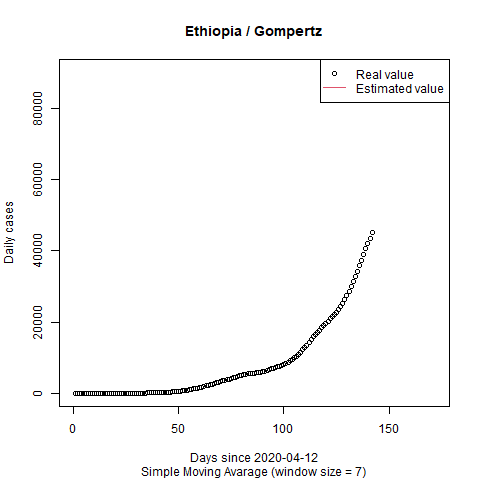 Ethiopia / Gompertz
Real value
Estimated value
Daily cases
80000
60000
40000
20000
0
0 50 100 150
Days since 2020-04-12
Simple Moving Avarage (window size = 7)